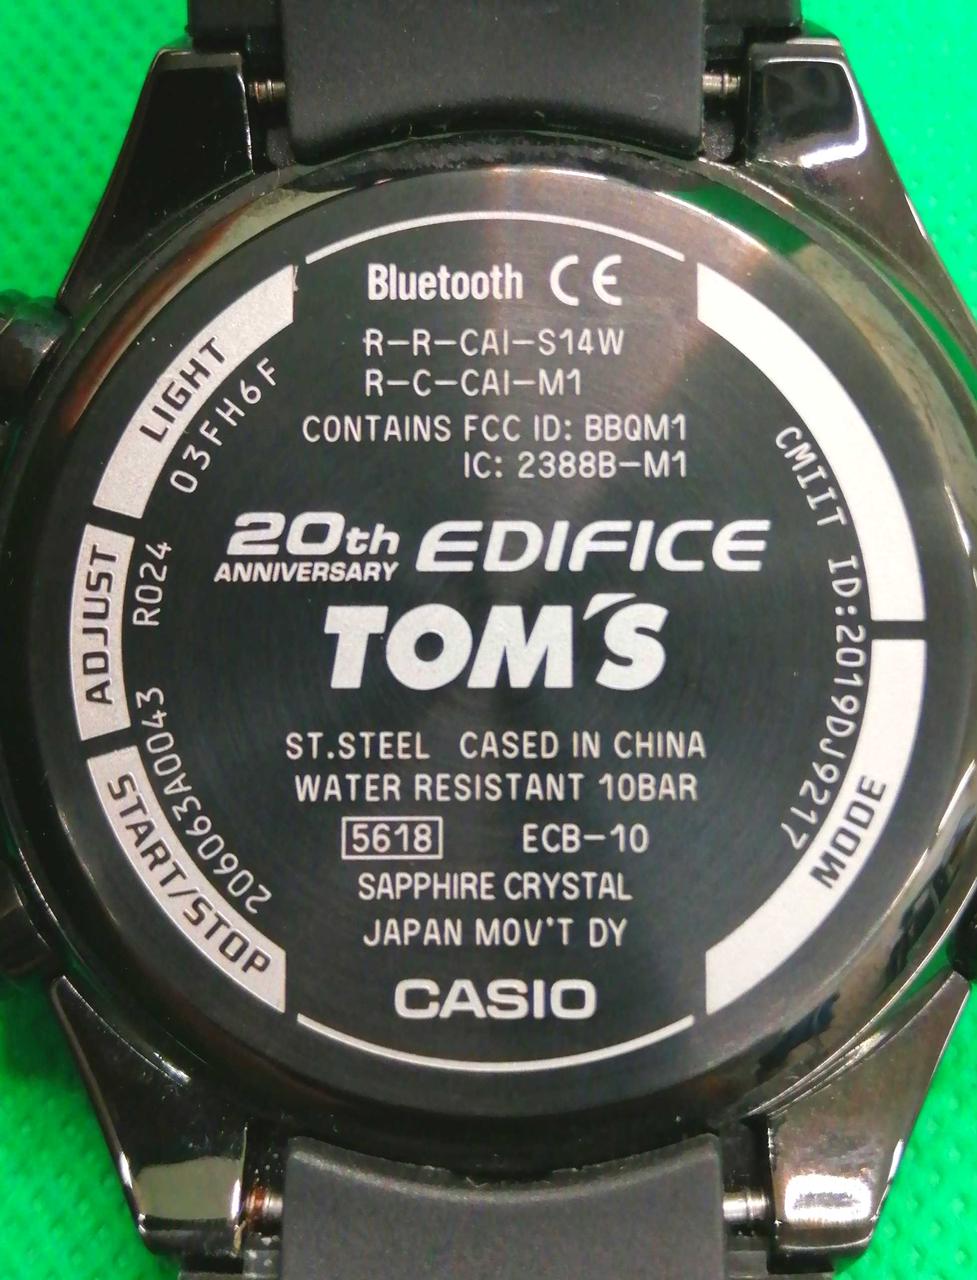 Bluetooth CE
R-R-CAI-S14W
R-C-CAI-M1
CONTAINS FCC ID: BBQM1
IC: 2388B-M1
20th ANNIVERSARY EDIFICE
TOM'S
ST.STEEL CASED IN CHINA
WATER RESISTANT 10BAR
5618 ECB-10
SAPPHIRE CRYSTAL
JAPAN MOV'T DY
CASIO
LIGHT
ADJUST
START/STOP
MODE
03FH6F
R024
206063A0043
CMIIT ID:2019DJ9217